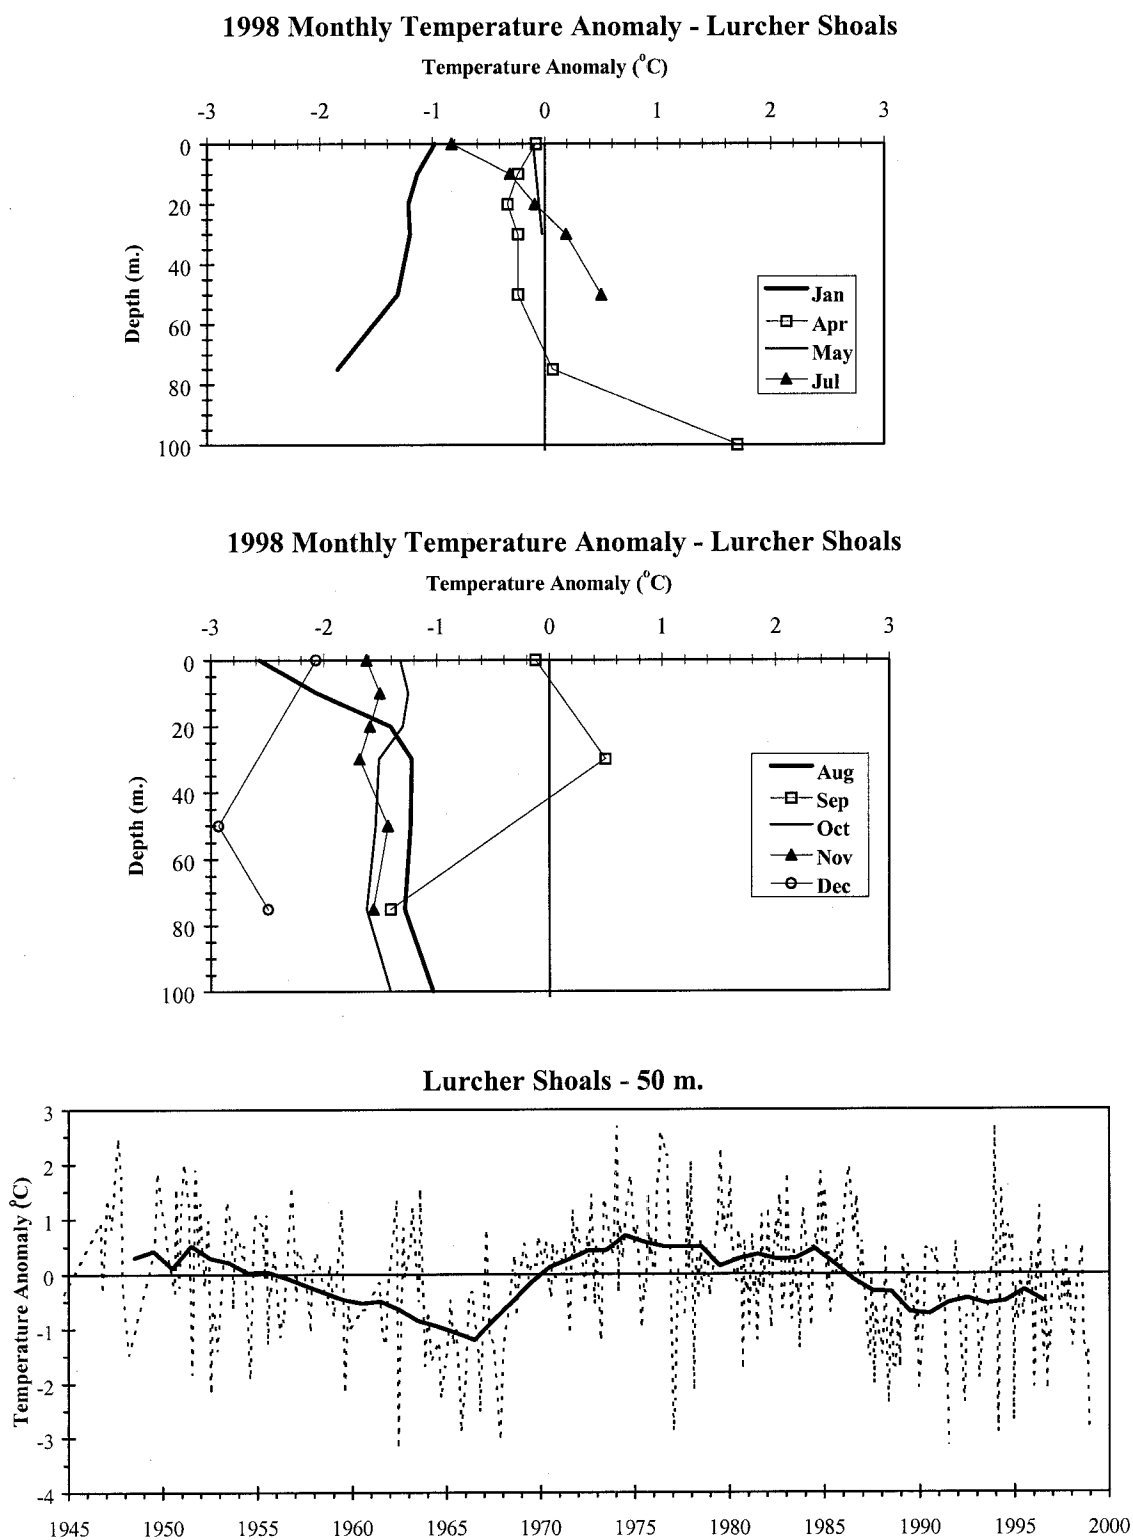 1998 Monthly Temperature Anomaly - Lurcher Shoals
Temperature Anomaly (°C)
-3 -2 -1 0 1 2 3
0
20
40
60
80
100
Depth (m.)
Jan
Apr
May
Jul
1998 Monthly Temperature Anomaly - Lurcher Shoals
Temperature Anomaly (°C)
-3 -2 -1 0 1 2 3
0
20
40
60
80
100
Depth (m.)
Aug
Sep
Oct
Nov
Dec
Lurcher Shoals - 50 m.
Temperature Anomaly (°C)
3
2
1
0
-1
-2
-3
-4
1945 1950 1955 1960 1965 1970 1975 1980 1985 1990 1995 2000